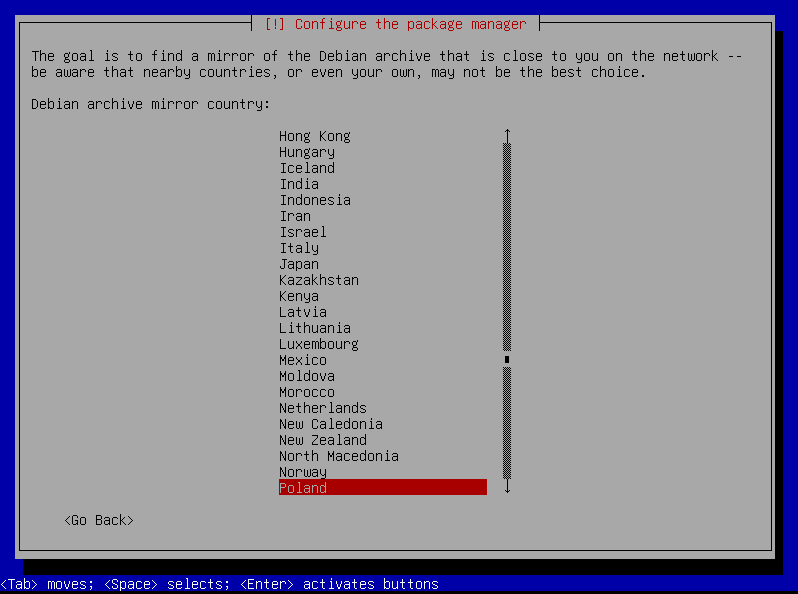 [!] Configure the package manager
The goal is to find a mirror of the Debian archive that is close to you on the network --
be aware that nearby countries, or even your own, may not be the best choice.
Debian archive mirror country:
Hong Kong
Hungary
Iceland
India
Indonesia
Iran
Israel
Italy
Japan
Kazakhstan
Kenya
Latvia
Lithuania
Luxembourg
Mexico
Moldova
Morocco
Netherlands
New Caledonia
New Zealand
North Macedonia
Norway
Poland
<Go Back>
<Tab> moves; <Space> selects; <Enter> activates buttons